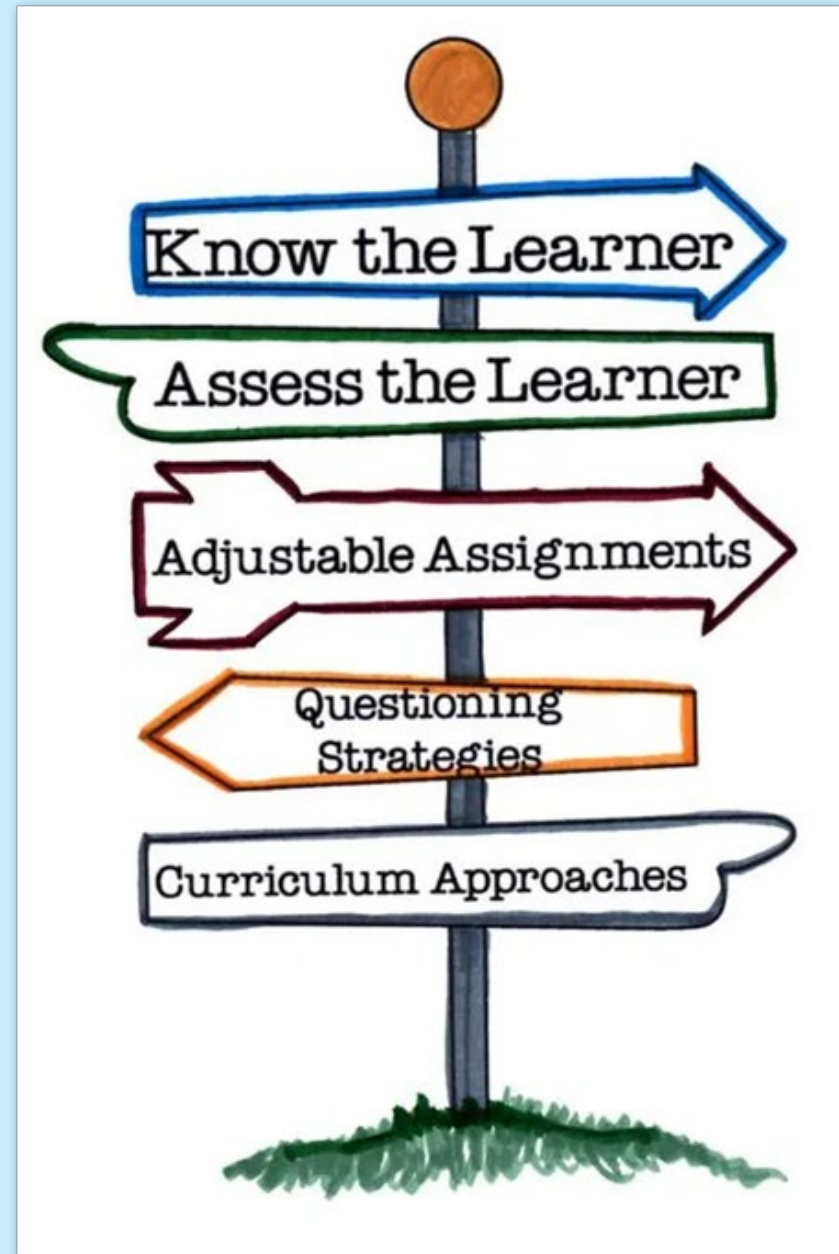 Know the Learner
Assess the Learner
Adjustable Assignments
Questioning
Strategies
Curriculum Approaches